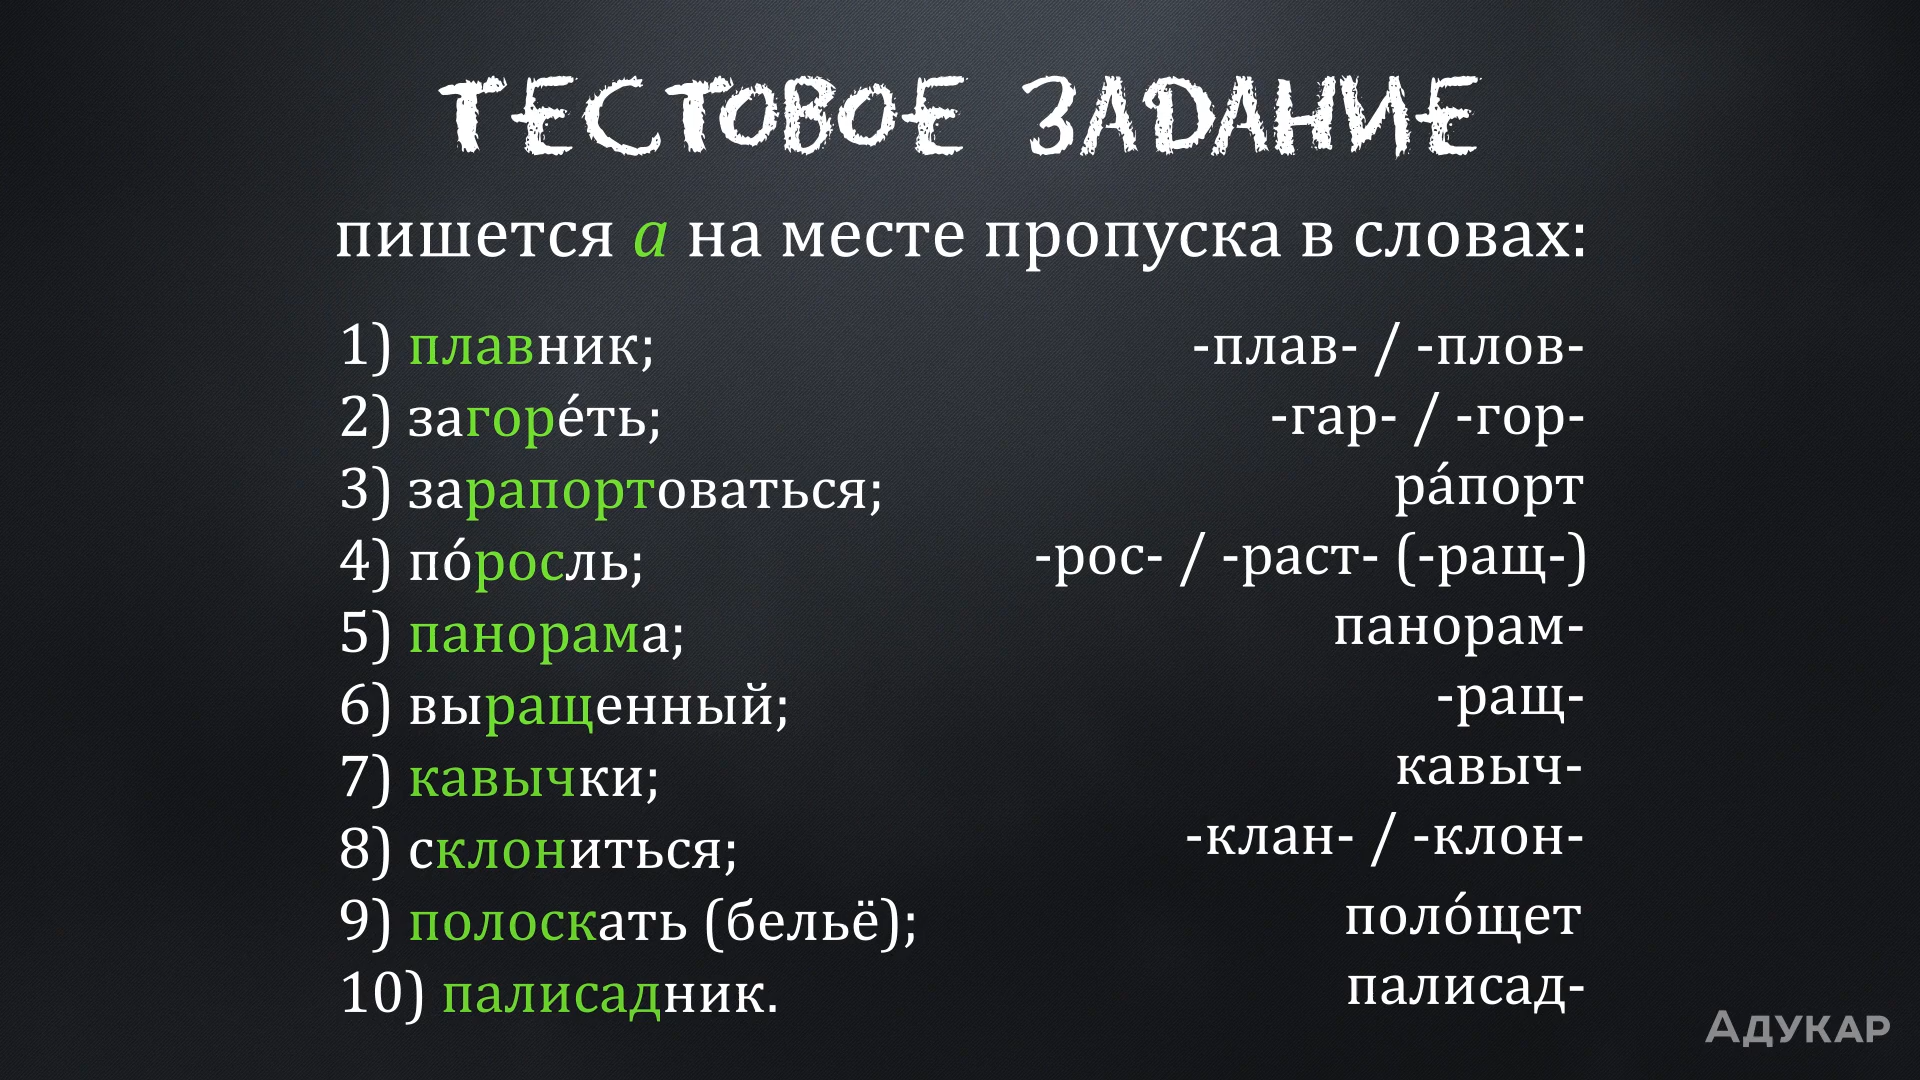 ТЕСТОВОЕ ЗАДАНИЕ
пишется а на месте пропуска в словах:
1) плавник; -плав- / -плов-
2) загоре́ть; -гар- / -гор-
3) зарапортоваться; ра́порт
4) по́росль; -рос- / -раст- (-ращ-)
5) панорама; панорам-
6) выращенный; -ращ-
7) кавычки; кавыч-
8) склониться; -клан- / -клон-
9) полоскать (бельё); поло́щет
10) палисадник. палисад-
АДУКАР